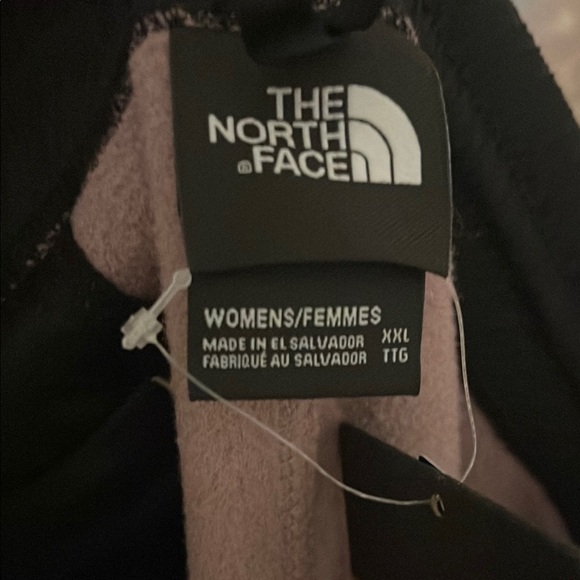 THE
NORTH
FACE®
WOMENS/FEMMES
MADE IN EL SALVADOR XXL
FABRIQUÉ AU SALVADOR TTG